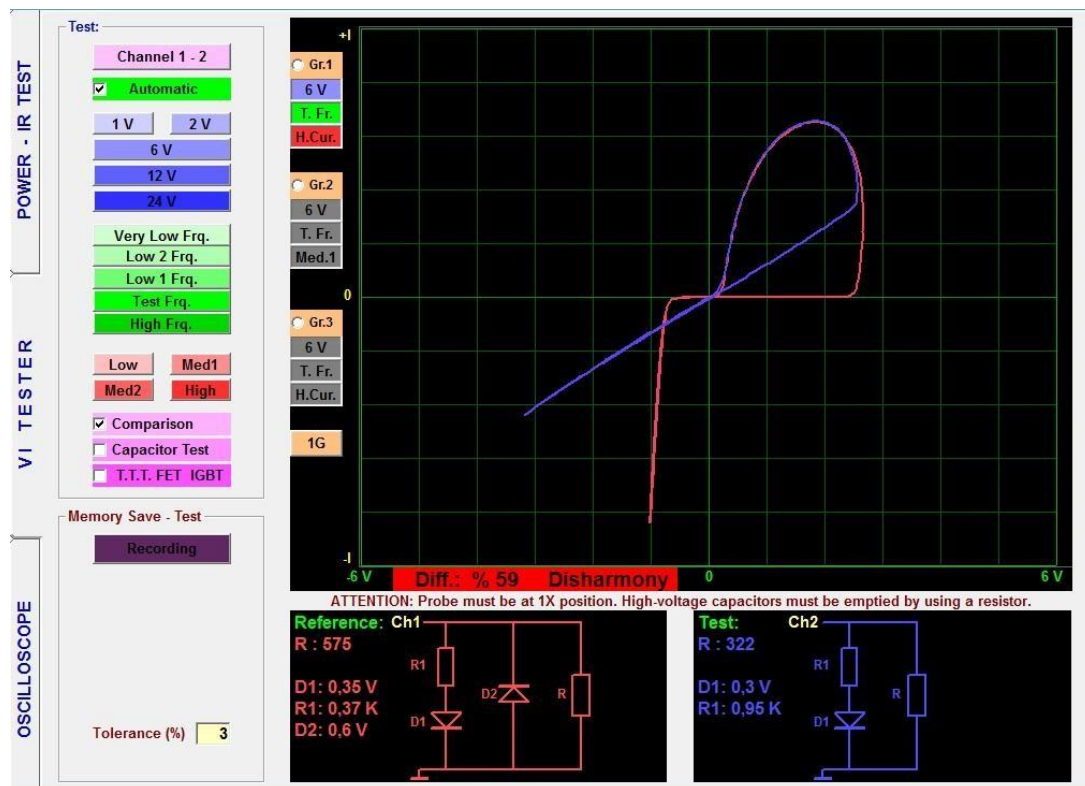 POWER - IR TEST
VI TESTER
OSCILLOSCOPE
Test:
Channel 1 - 2
Automatic
1 V
2 V
6 V
12 V
24 V
Very Low Frq.
Low 2 Frq.
Low 1 Frq.
Test Frq.
High Frq.
Low
Med1
Med2
High
Comparison
Capacitor Test
T.T.T. FET IGBT
Memory Save - Test
Recording
Tolerance (%)
3
Gr.1
6 V
T. Fr.
H.Cur.
Gr.2
6 V
T. Fr.
Med.1
Gr.3
6 V
T. Fr.
H.Cur.
1G
+I
0
-I
-6 V
0
6 V
Diff.: % 59 Disharmony
ATTENTION: Probe must be at 1X position. High-voltage capacitors must be emptied by using a resistor.
Reference: Ch1
R : 575
D1: 0,35 V
R1: 0,37 K
D2: 0,6 V
R1
D2
R
D1
Test: Ch2
R : 322
D1: 0,3 V
R1: 0,95 K
R1
R
D1